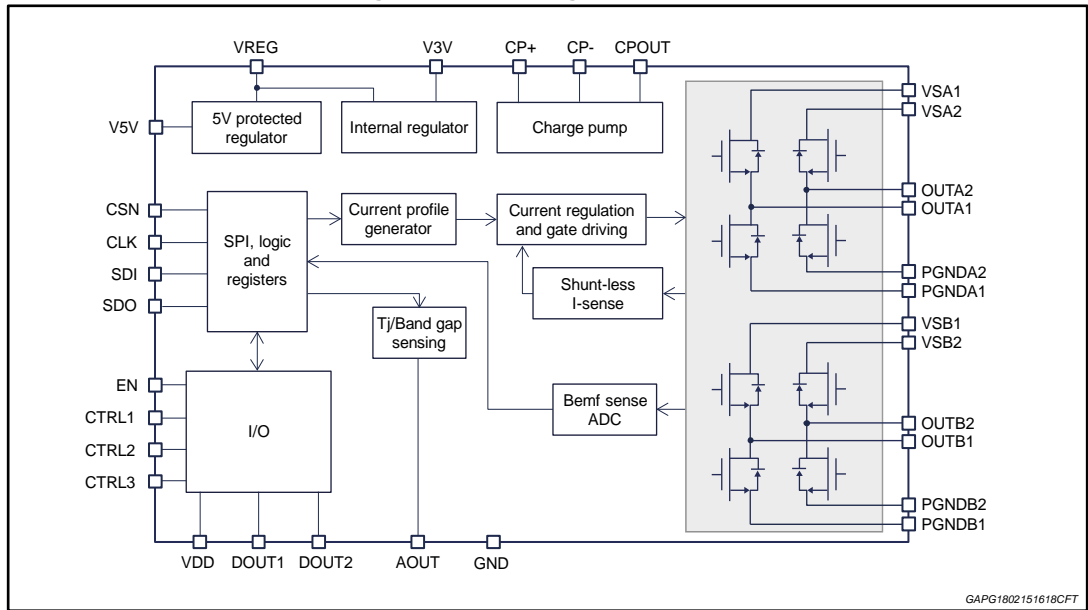 VREG
V3V
CP+
CP-
CPOUT
VSA1
VSA2
V5V
5V protected
regulator
Internal regulator
Charge pump
OUTA2
OUTA1
CSN
CLK
SDI
SDO
SPI, logic
and
registers
Current profile
generator
Current regulation
and gate driving
Shunt-less
I-sense
Tj/Band gap
sensing
PGNDA2
PGNDA1
VSB1
VSB2
EN
CTRL1
CTRL2
CTRL3
I/O
Bemf sense
ADC
OUTB2
OUTB1
PGNDB2
PGNDB1
VDD
DOUT1
DOUT2
AOUT
GND
GAPG1802151618CFT